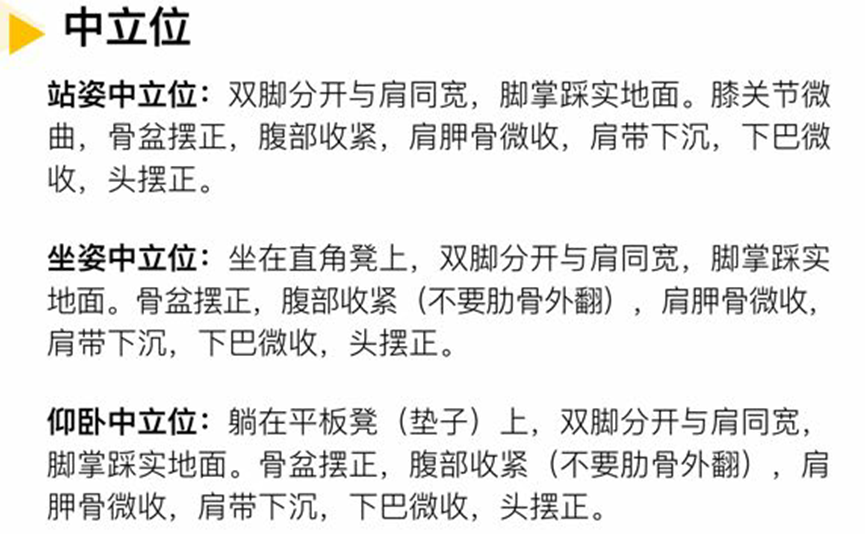 中立位
站姿中立位：双脚分开与肩同宽，脚掌踩实地面。膝关节微
曲，骨盆摆正，腹部收紧，肩胛骨微收，肩带下沉，下巴微
收，头摆正。
坐姿中立位：坐在直角凳上，双脚分开与肩同宽，脚掌踩实
地面。骨盆摆正，腹部收紧（不要肋骨外翻），肩胛骨微收，
肩带下沉，下巴微收，头摆正。
仰卧中立位：躺在平板凳（垫子）上，双脚分开与肩同宽，
脚掌踩实地面。骨盆摆正，腹部收紧（不要肋骨外翻），肩
胛骨微收，肩带下沉，下巴微收，头摆正。